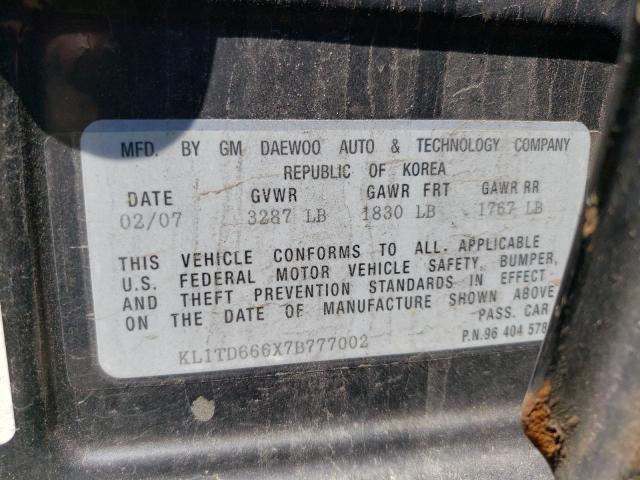 MFD. BY GM DAEWOO AUTO & TECHNOLOGY COMPANY
REPUBLIC OF KOREA
DATE GVWR GAWR FRT GAWR RR
02/07 3287 LB 1830 LB 1767 LB
THIS VEHICLE CONFORMS TO ALL APPLICABLE
U.S. FEDERAL MOTOR VEHICLE SAFETY, BUMPER,
AND THEFT PREVENTION STANDARDS IN EFFECT
ON THE DATE OF MANUFACTURE SHOWN ABOVE
PASS. CAR
KL1TD666X7B777002
P.N.96 404 578